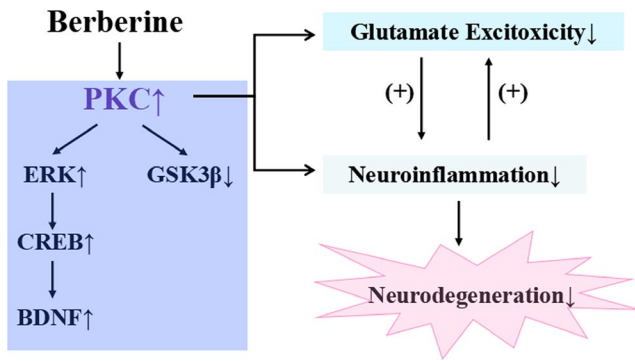 Berberine
Glutamate Excitoxicity↓
PKC↑
(+) (+)
ERK↑ GSK3β↓
Neuroinflammation↓
CREB↑
Neurodegeneration↓
BDNF↑